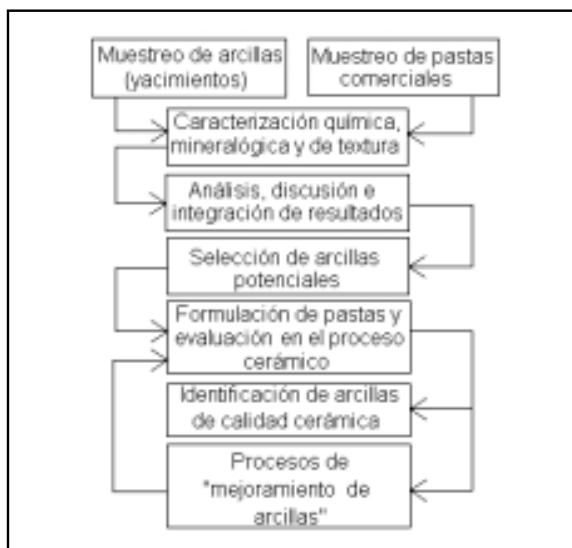 Muestreo de arcillas
(yacimientos)
Muestreo de pastas
comerciales
Caracterización química,
mineralógica y de textura
Análisis, discusión e
integración de resultados
Selección de arcillas
potenciales
Formulación de pastas y
evaluación en el proceso
cerámico
Identificación de arcillas
de calidad cerámica
Procesos de
"mejoramiento de
arcillas"